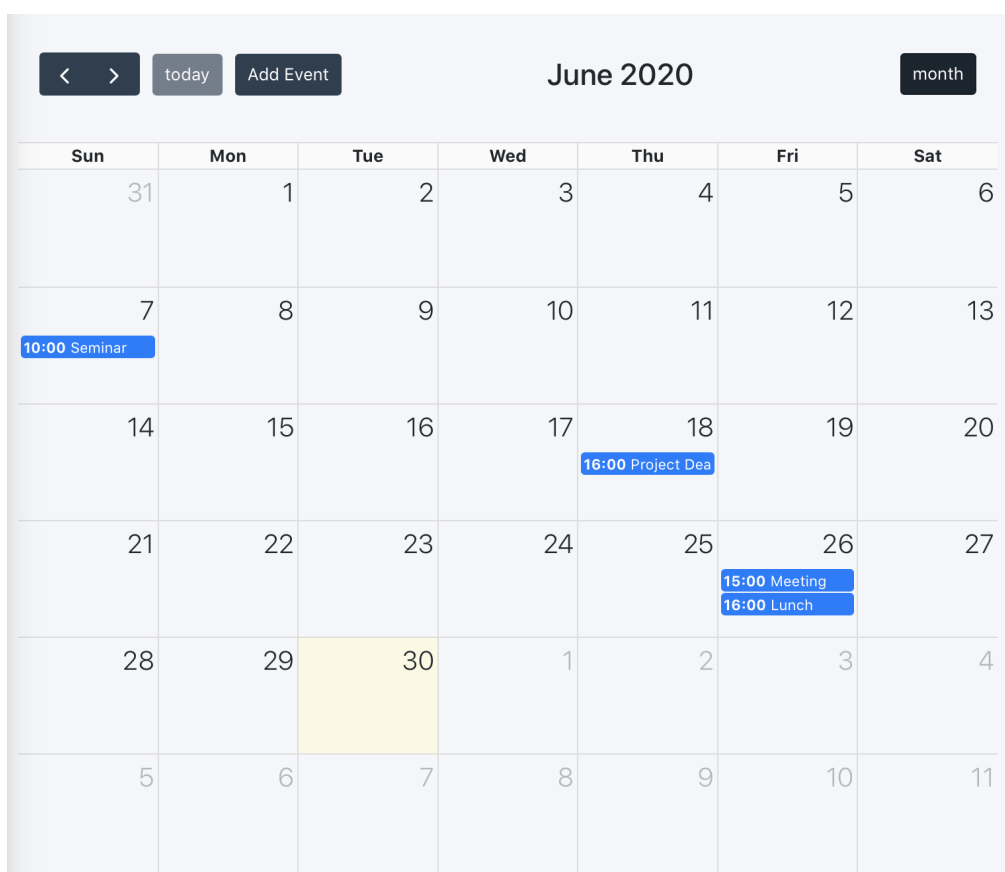 today Add Event June 2020 month
Sun Mon Tue Wed Thu Fri Sat
31 1 2 3 4 5 6
7 8 9 10 11 12 13
10:00 Seminar
14 15 16 17 18 19 20
16:00 Project Dea
21 22 23 24 25 26 27
15:00 Meeting
16:00 Lunch
28 29 30 1 2 3 4
5 6 7 8 9 10 11